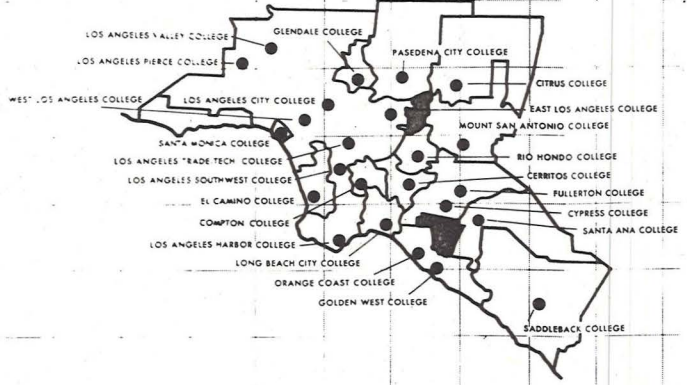 GLENDALE COLLEGE
LOS ANGELES VALLEY COLLEGE
PASEDENA CITY COLLEGE
LOS ANGELES PIERCE COLLEGE
CITRUS COLLEGE
WEST LOS ANGELES COLLEGE
LOS ANGELES CITY COLLEGE
EAST LOS ANGELES COLLEGE
MOUNT SAN ANTONIO COLLEGE
SANTA MONICA COLLEGE
LOS ANGELES TRADE TECH COLLEGE
RIO HONDO COLLEGE
LOS ANGELES SOUTHWEST COLLEGE
CERRITOS COLLEGE
FULLERTON COLLEGE
EL CAMINO COLLEGE
CYPRESS COLLEGE
COMPTON COLLEGE
SANTA ANA COLLEGE
LOS ANGELES HARBOR COLLEGE
LONG BEACH CITY COLLEGE
ORANGE COAST COLLEGE
GOLDEN WEST COLLEGE
SADDLEBACK COLLEGE